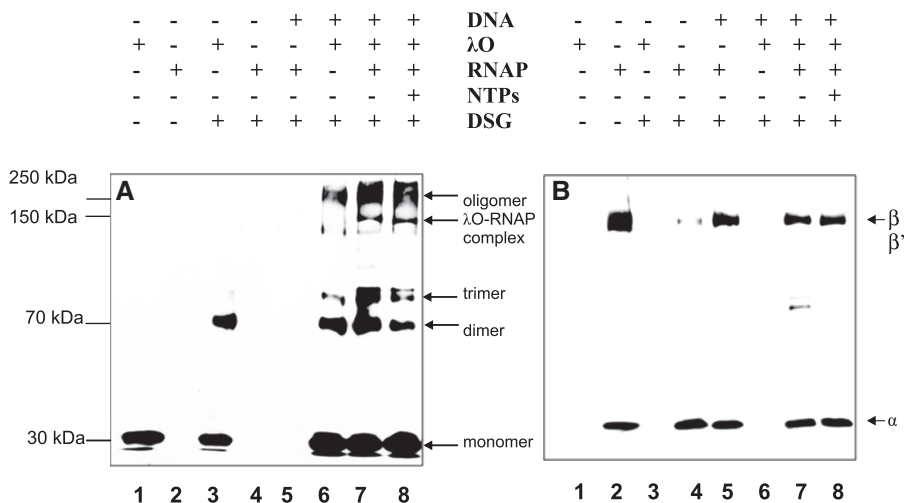 - - - - + + + + DNA - - - - + + + +
+ - + - - + + + λO + - + - - + + +
- + - + + - + + RNAP - + - + + - + +
- - - - - - - + NTPs - - - - - - - +
- - + + + + + + DSG - - + + + + + +
250 kDa A B
oligomer
150 kDa λO-RNAP β
complex β'
trimer
70 kDa dimer
30 kDa monomer α
1 2 3 4 5 6 7 8 1 2 3 4 5 6 7 8